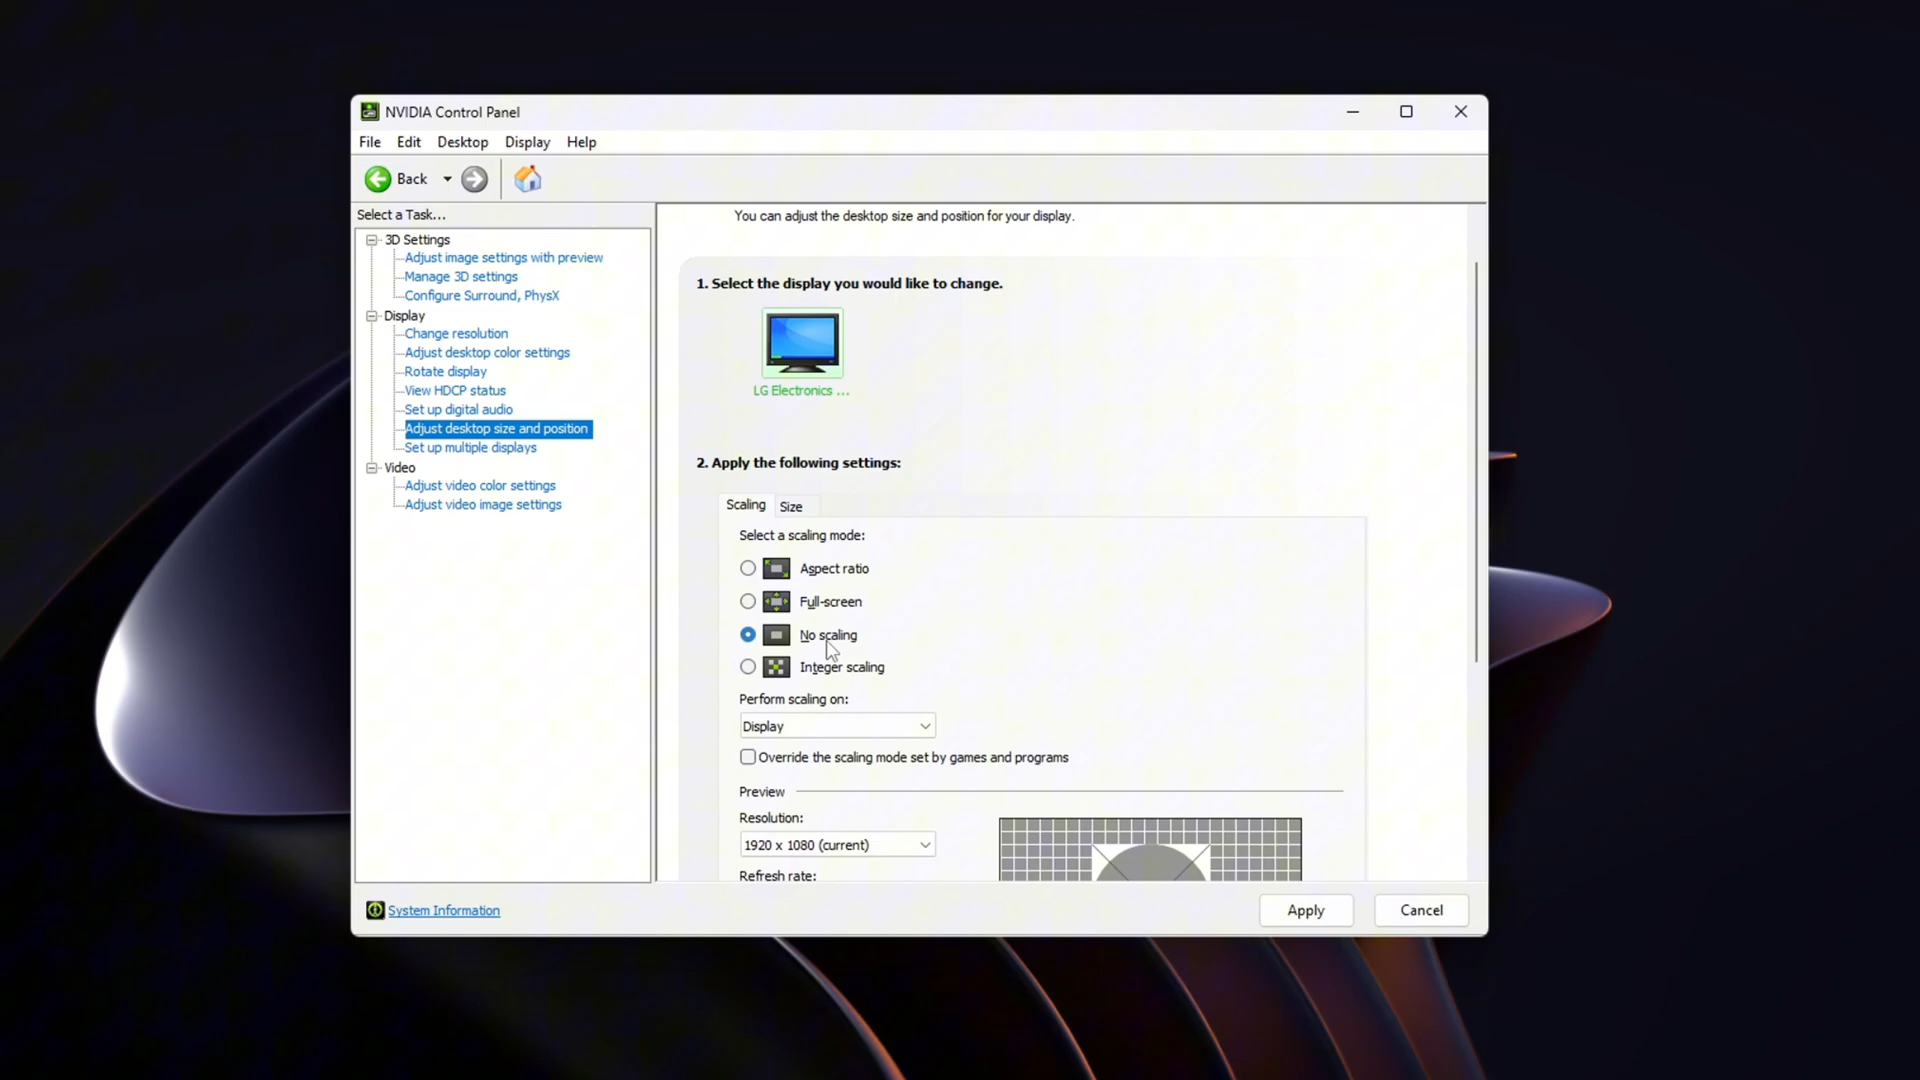 NVIDIA Control Panel
File Edit Desktop Display Help
Back
Select a Task...
3D Settings
Adjust image settings with preview
Manage 3D settings
Configure Surround, PhysX
Display
Change resolution
Adjust desktop color settings
Rotate display
View HDCP status
Set up digital audio
Adjust desktop size and position
Set up multiple displays
Video
Adjust video color settings
Adjust video image settings
System Information
You can adjust the desktop size and position for your display.
1. Select the display you would like to change.
LG Electronics ...
2. Apply the following settings:
Scaling Size
Select a scaling mode:
Aspect ratio
Full-screen
No scaling
Integer scaling
Perform scaling on:
Display
Override the scaling mode set by games and programs
Preview
Resolution:
1920 x 1080 (current)
Refresh rate:
Apply Cancel